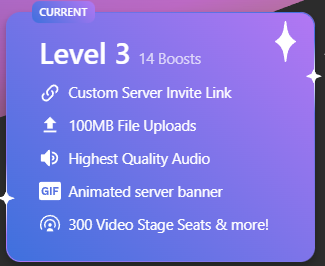 CURRENT
Level 3 14 Boosts
Custom Server Invite Link
100MB File Uploads
Highest Quality Audio
GIF Animated server banner
300 Video Stage Seats & more!